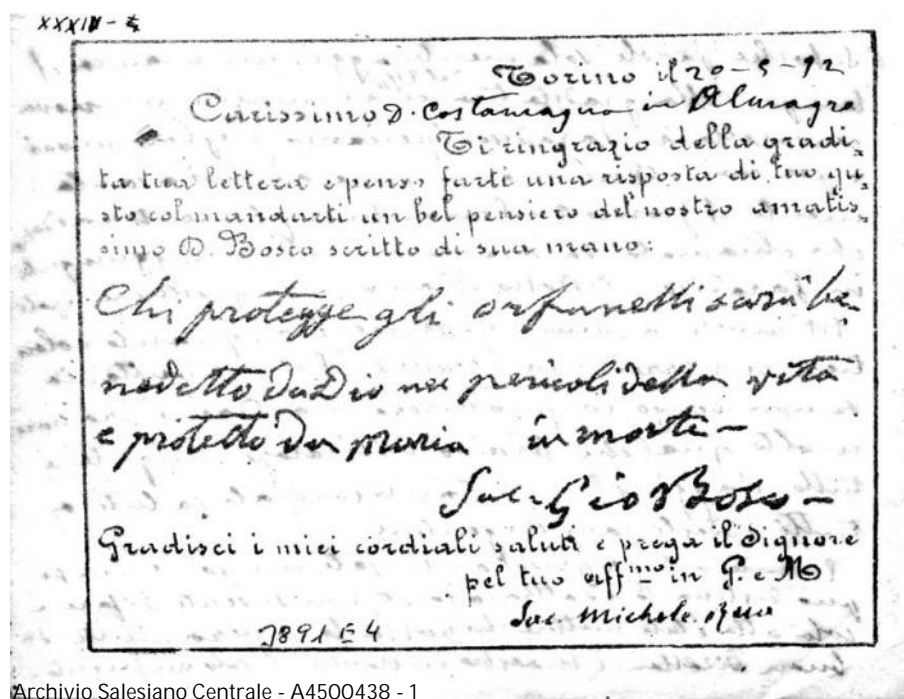 Torino il 20-5-92
Carissimo D. Costamagna in Almagro
Ti ringrazio della gradi-
ta tua lettera e penso farti una risposta di tuo gu-
sto col mandarti un bel pensiero del nostro amatis-
simo D. Bosco scritto di sua mano:
Chi protegge gli orfanelli sarà be-
nedetto da Dio nei pericoli della vita
e protetto da Maria in morte -
Sac. Gio Bosco -
Gradisci i miei cordiali saluti e prega il Signore
pel tuo aff.mo in G. e M
Sac. Michele Rua
3891 E 4
Archivio Salesiano Centrale - A4500438 - 1